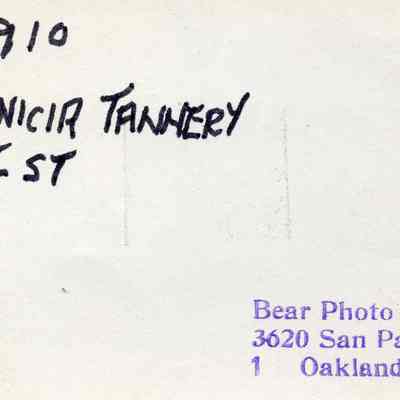 910
NICIA TANNERY
ST
Bear Photo
3620 San Pa
1 Oakland